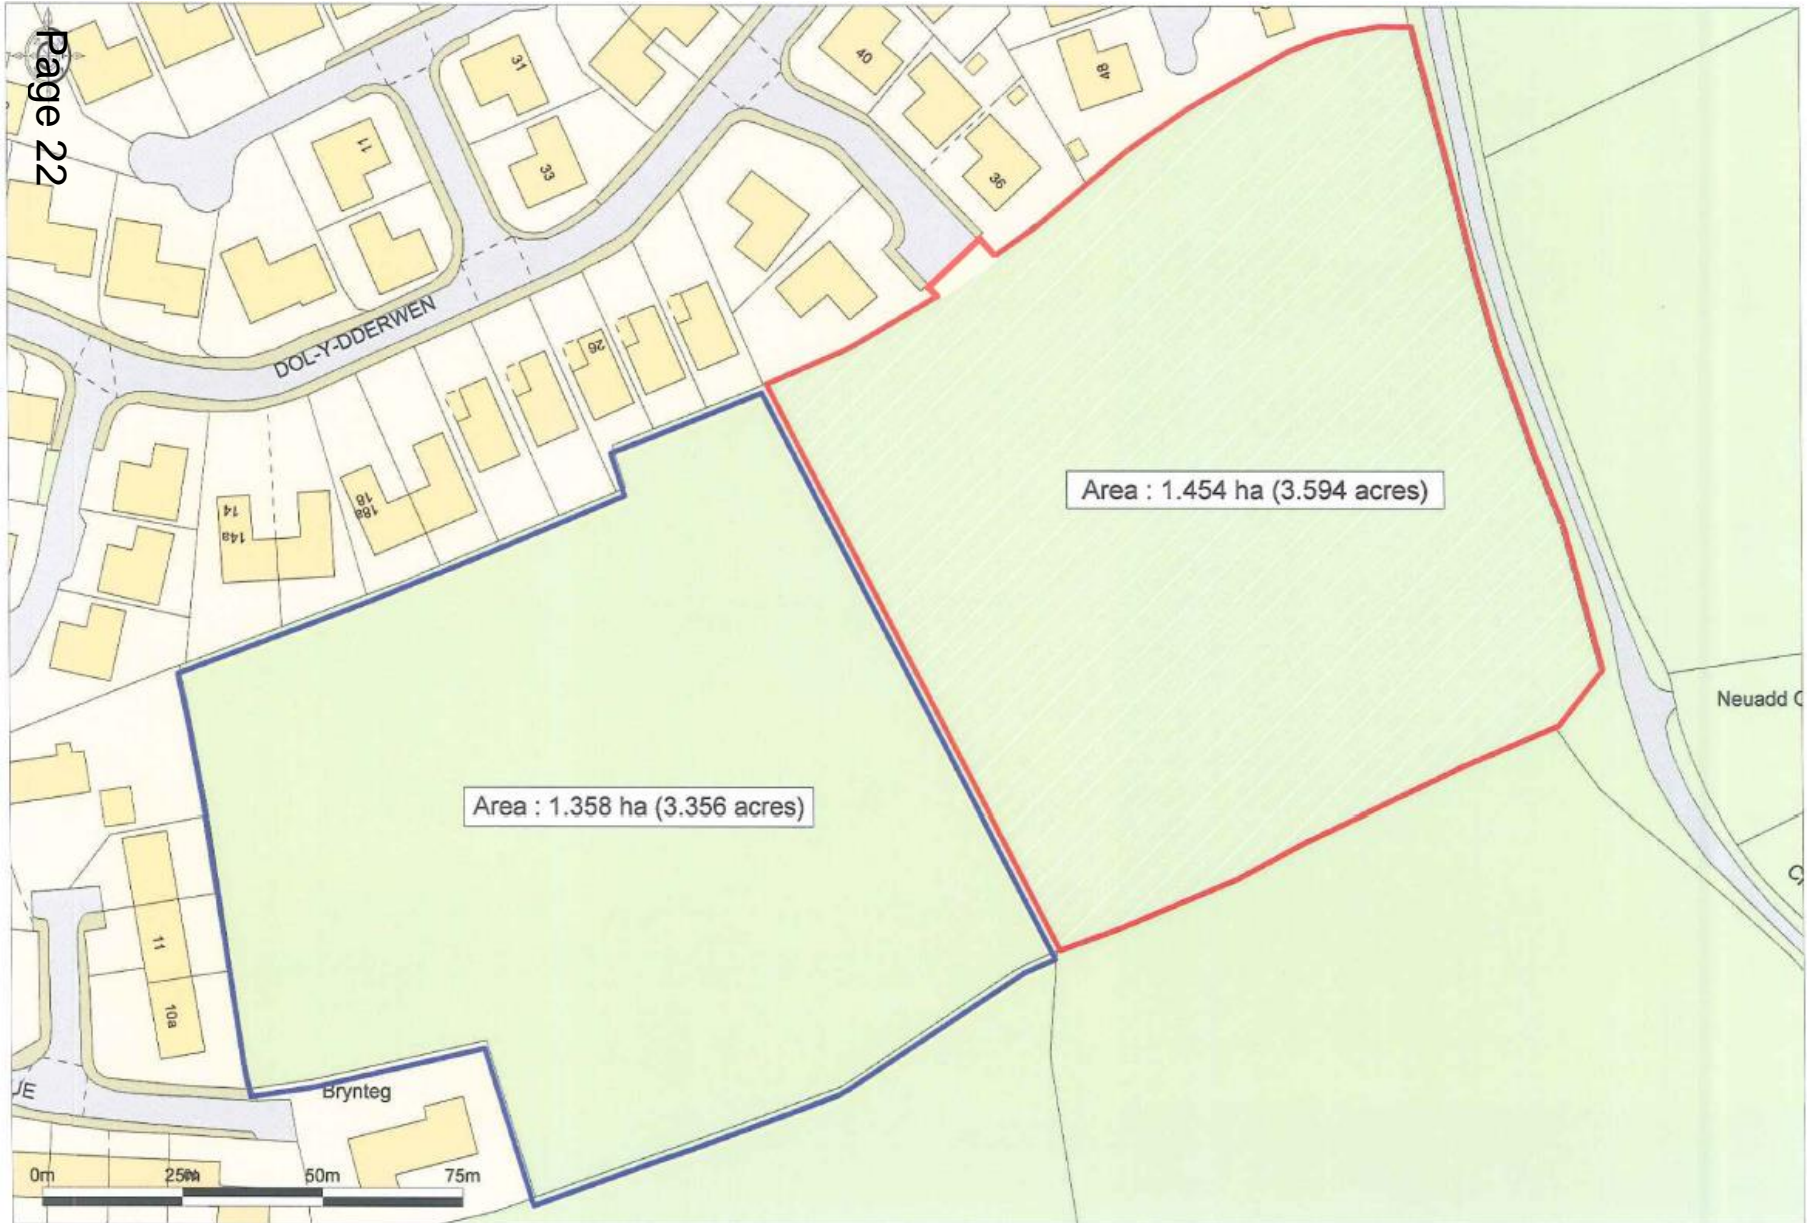 Page 22
31
40
48
11
33
36
DOL-Y-DDERWEN
26
18
18a
14
14a
Area : 1.454 ha (3.594 acres)
Neuadd
Area : 1.358 ha (3.356 acres)
11
10a
Brynteg
UE
0m 25m 50m 75m